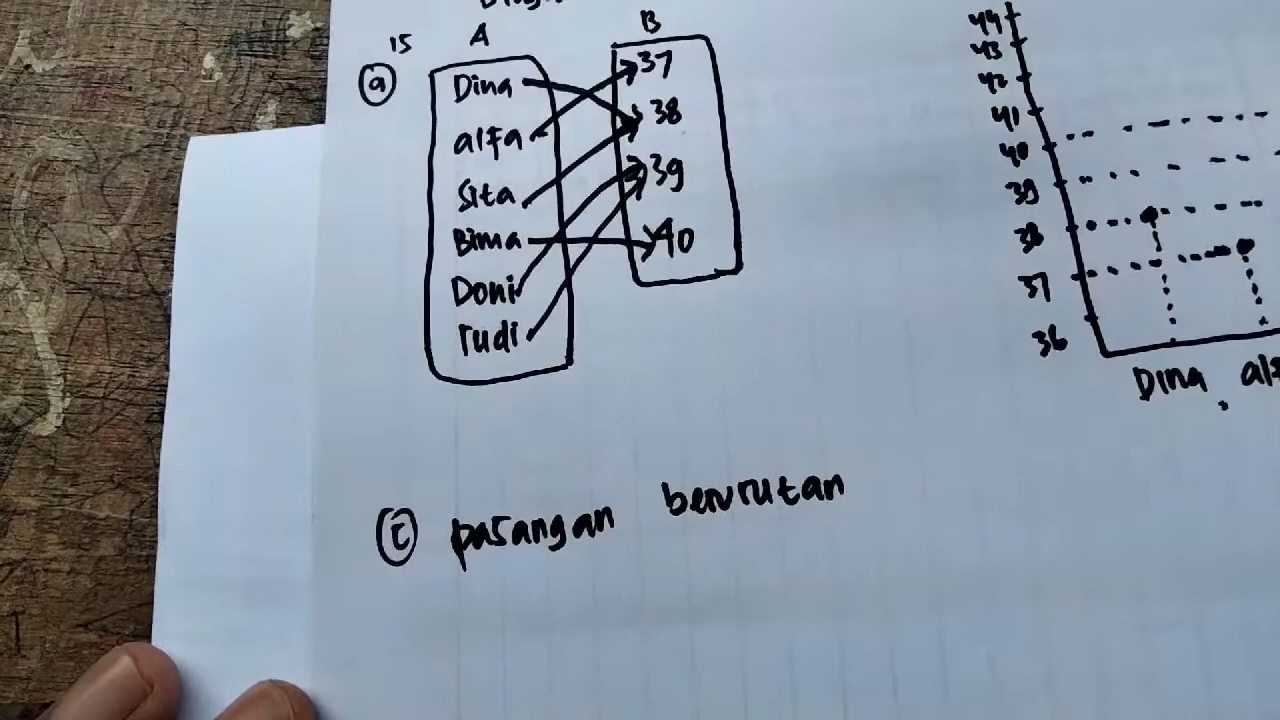 15
A
B
a
Dina
alfa
Sita
Bima
Doni
rudi
37
38
39
40
44
43
42
41
40
39
38
37
36
Dina
c pasangan berurutan